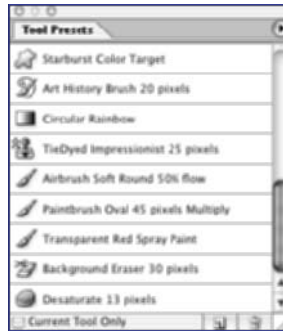 Tool Presets
Starburst Color Target
Art History Brush 20 pixels
Circular Rainbow
TieDyed Impressionist 25 pixels
Airbrush Soft Round 50% flow
Paintbrush Oval 45 pixels Multiply
Transparent Red Spray Paint
Background Eraser 30 pixels
Desaturate 13 pixels
Current Tool Only